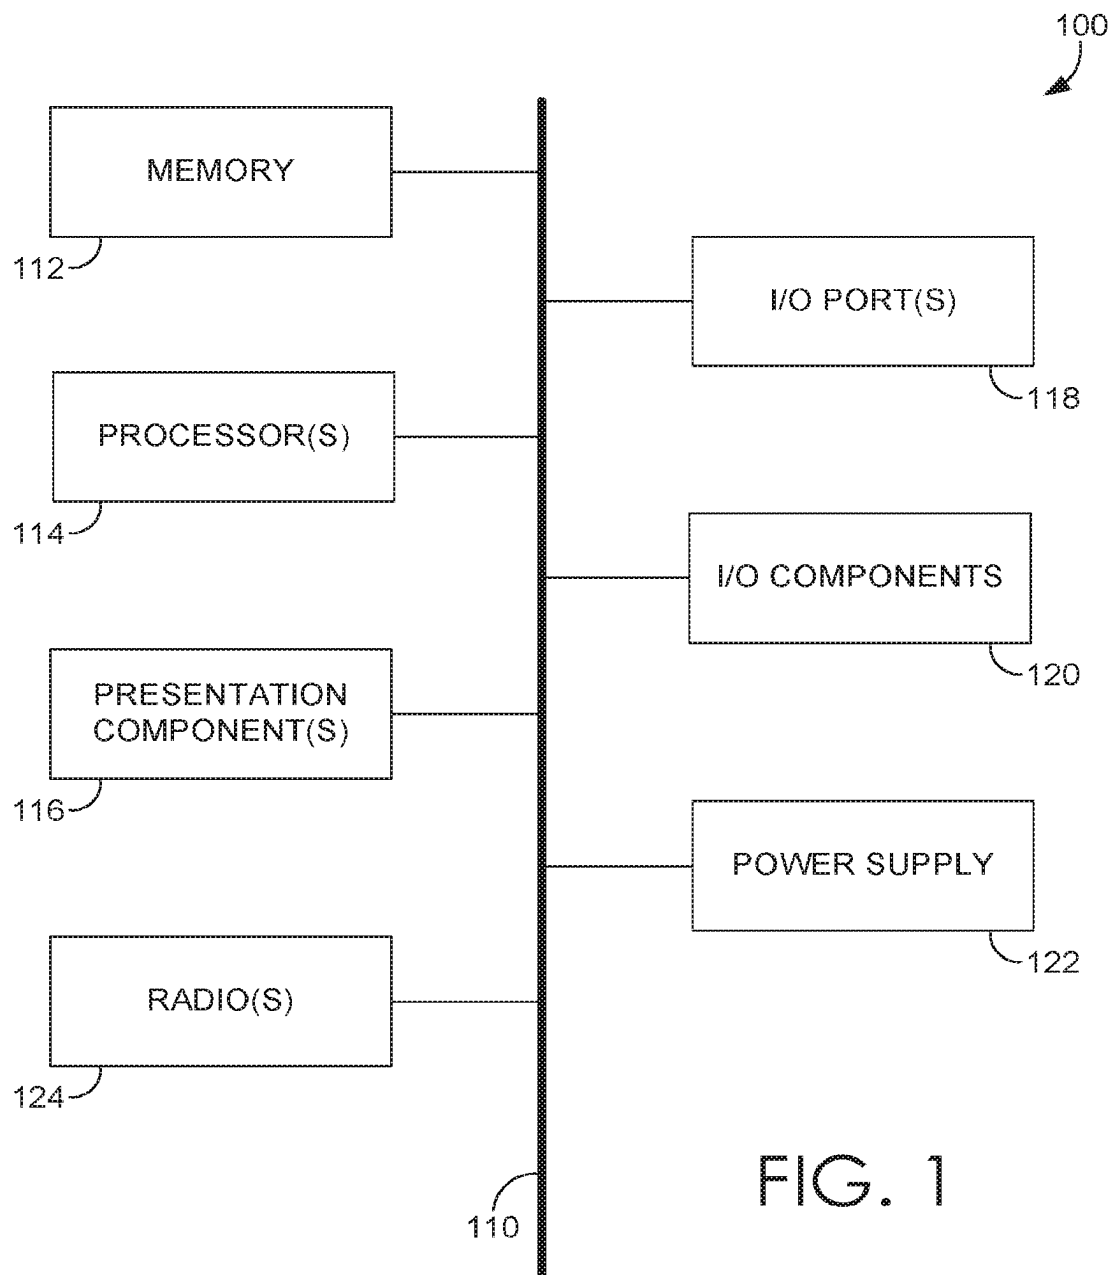 100
MEMORY
112
I/O PORT(S)
118
PROCESSOR(S)
114
I/O COMPONENTS
120
PRESENTATION
COMPONENT(S)
116
POWER SUPPLY
122
RADIO(S)
124
110
FIG. 1